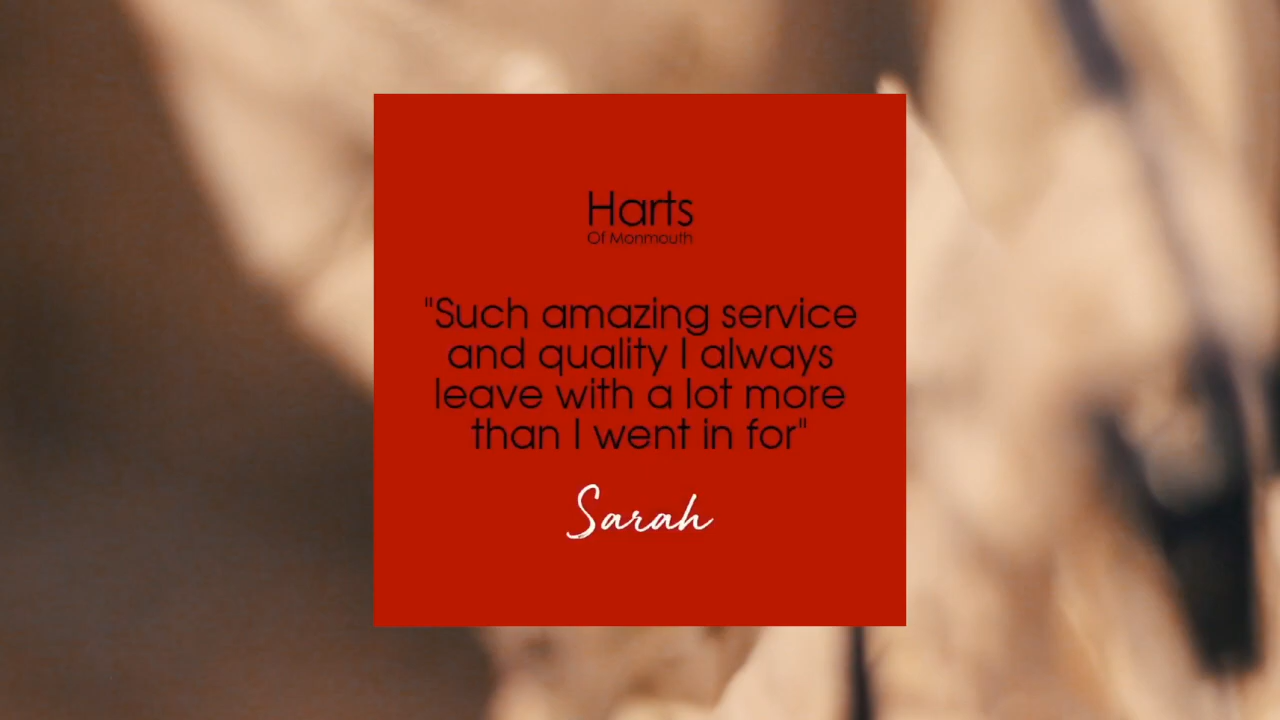 Harts
Of Monmouth
"Such amazing service
and quality I always
leave with a lot more
than I went in for"
Sarah